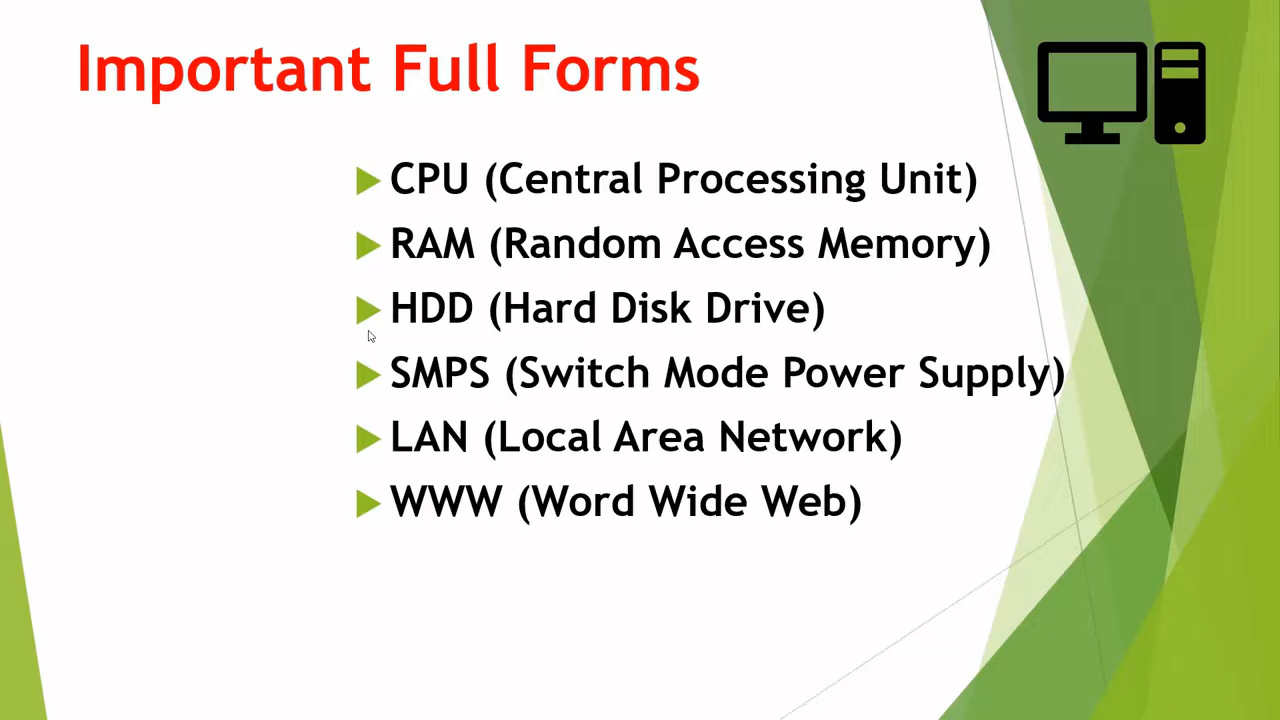 Important Full Forms
CPU (Central Processing Unit)
RAM (Random Access Memory)
HDD (Hard Disk Drive)
SMPS (Switch Mode Power Supply)
LAN (Local Area Network)
WWW (Word Wide Web)